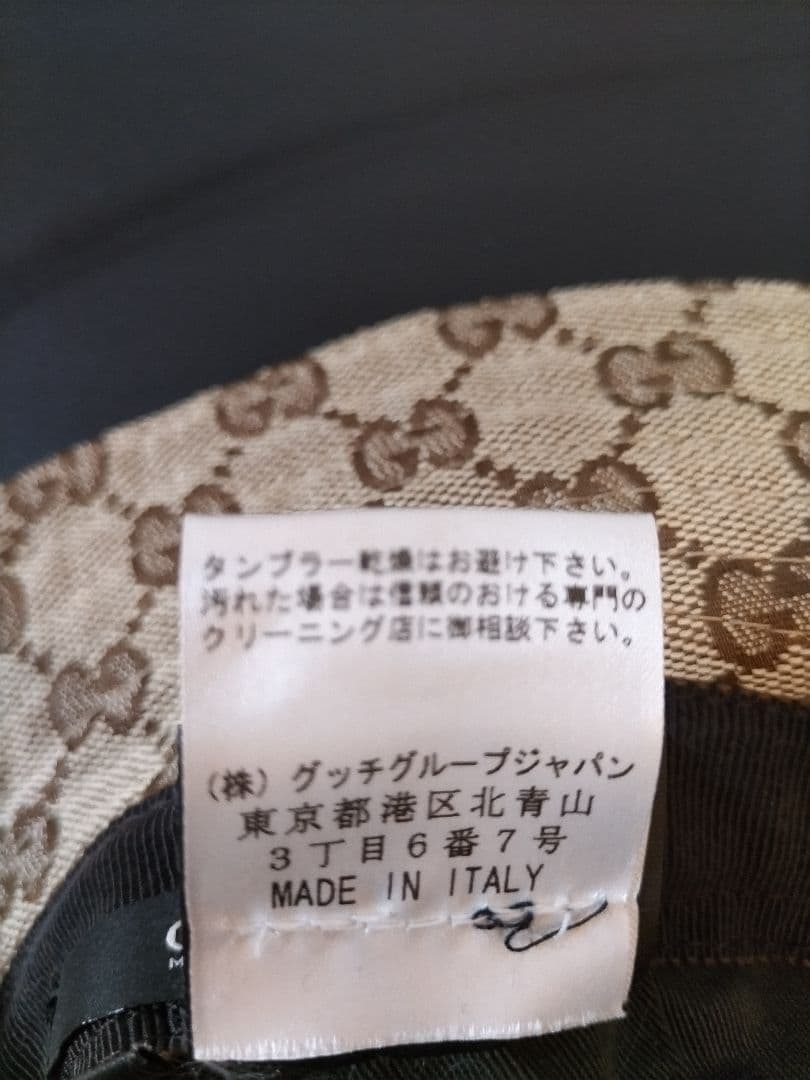 タンブラー乾燥はお避け下さい。
汚れた場合は信頼のおける専門の
クリーニング店に御相談下さい。
（株）グッチグループジャパン
東京都港区北青山
3丁目6番7号
MADE IN ITALY